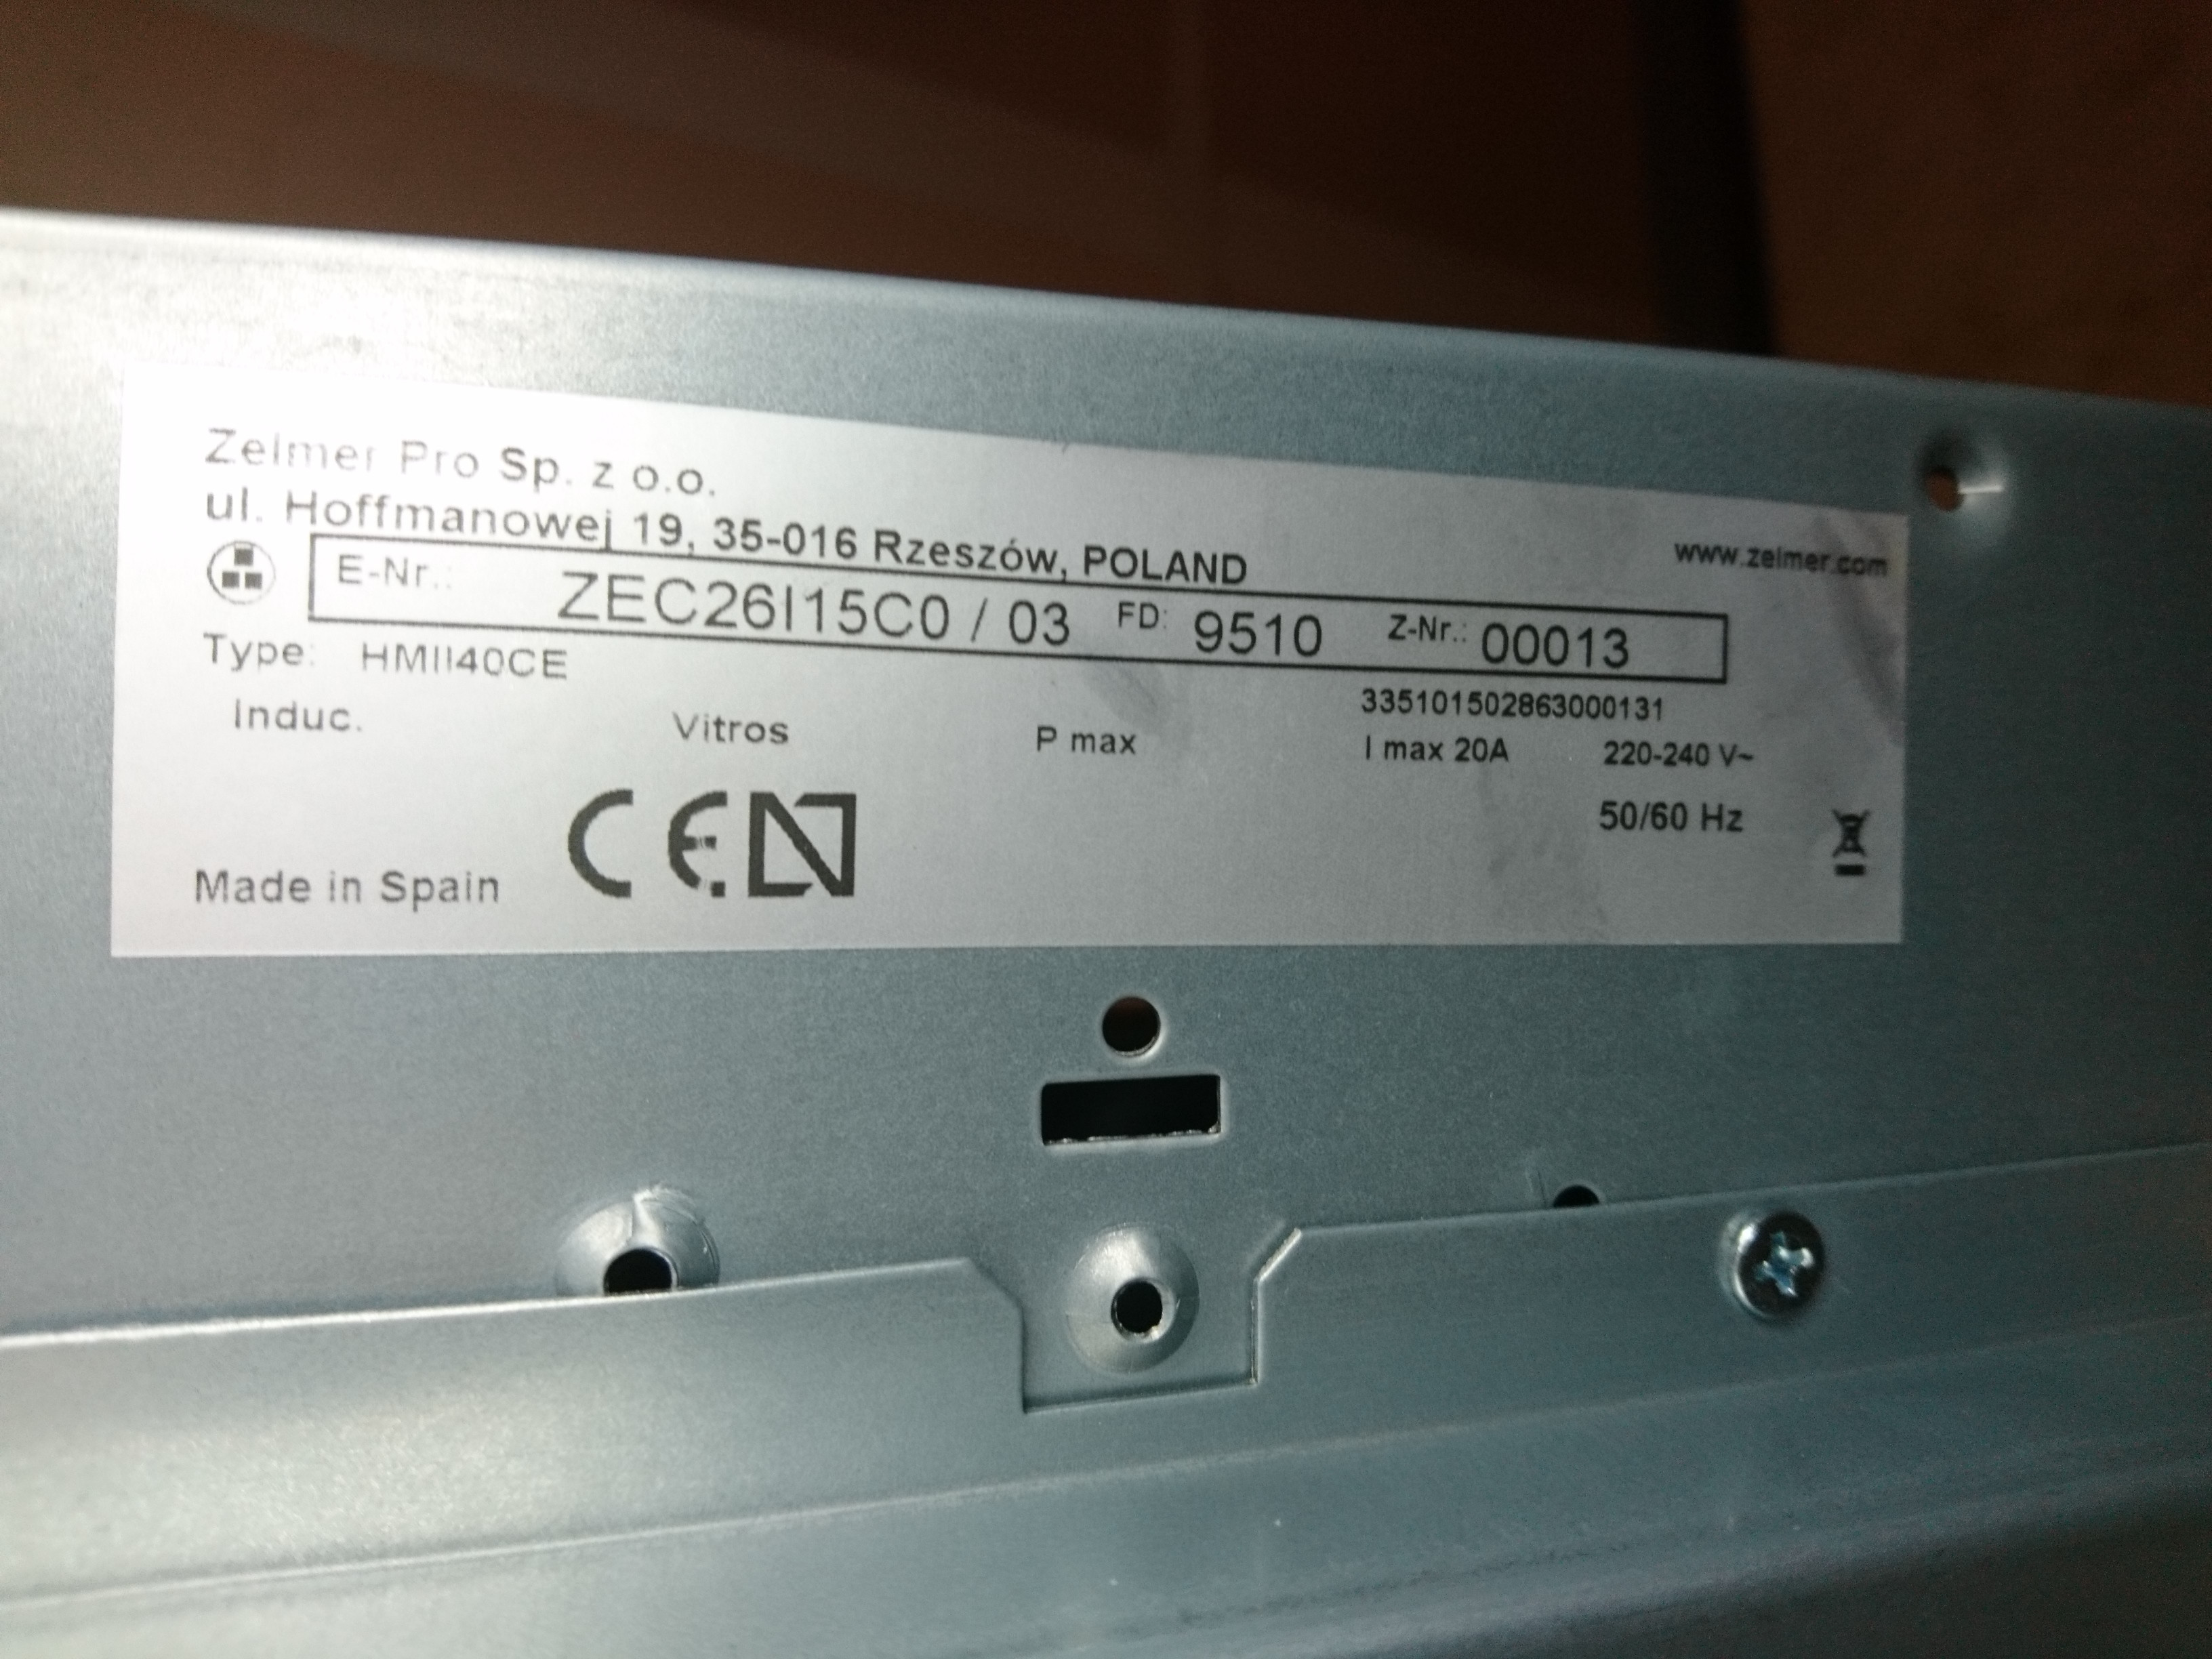 Zelmer Pro Sp. z o.o.
ul. Hoffmanowej 19, 35-016 Rzeszów, POLAND
www.zelmer.com
E-Nr.: ZEC26I15C0 / 03 FD: 9510 Z-Nr.: 00013
Type: HMII40CE
335101502863000131
Induc. Vitros P max I max 20A 220-240 V~
50/60 Hz
Made in Spain CE